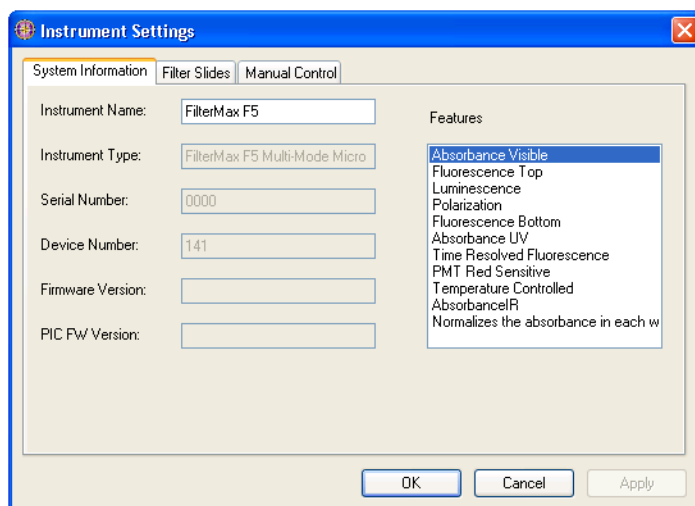 Instrument Settings
System Information
Filter Slides
Manual Control
Instrument Name:
FilterMax F5
Instrument Type:
FilterMax F5 Multi-Mode Micro
Serial Number:
0000
Device Number:
141
Firmware Version:
PIC FW Version:
Features
Absorbance Visible
Fluorescence Top
Luminescence
Polarization
Fluorescence Bottom
Absorbance UV
Time Resolved Fluorescence
PMT Red Sensitive
Temperature Controlled
AbsorbanceIR
Normalizes the absorbance in each w
OK
Cancel
Apply